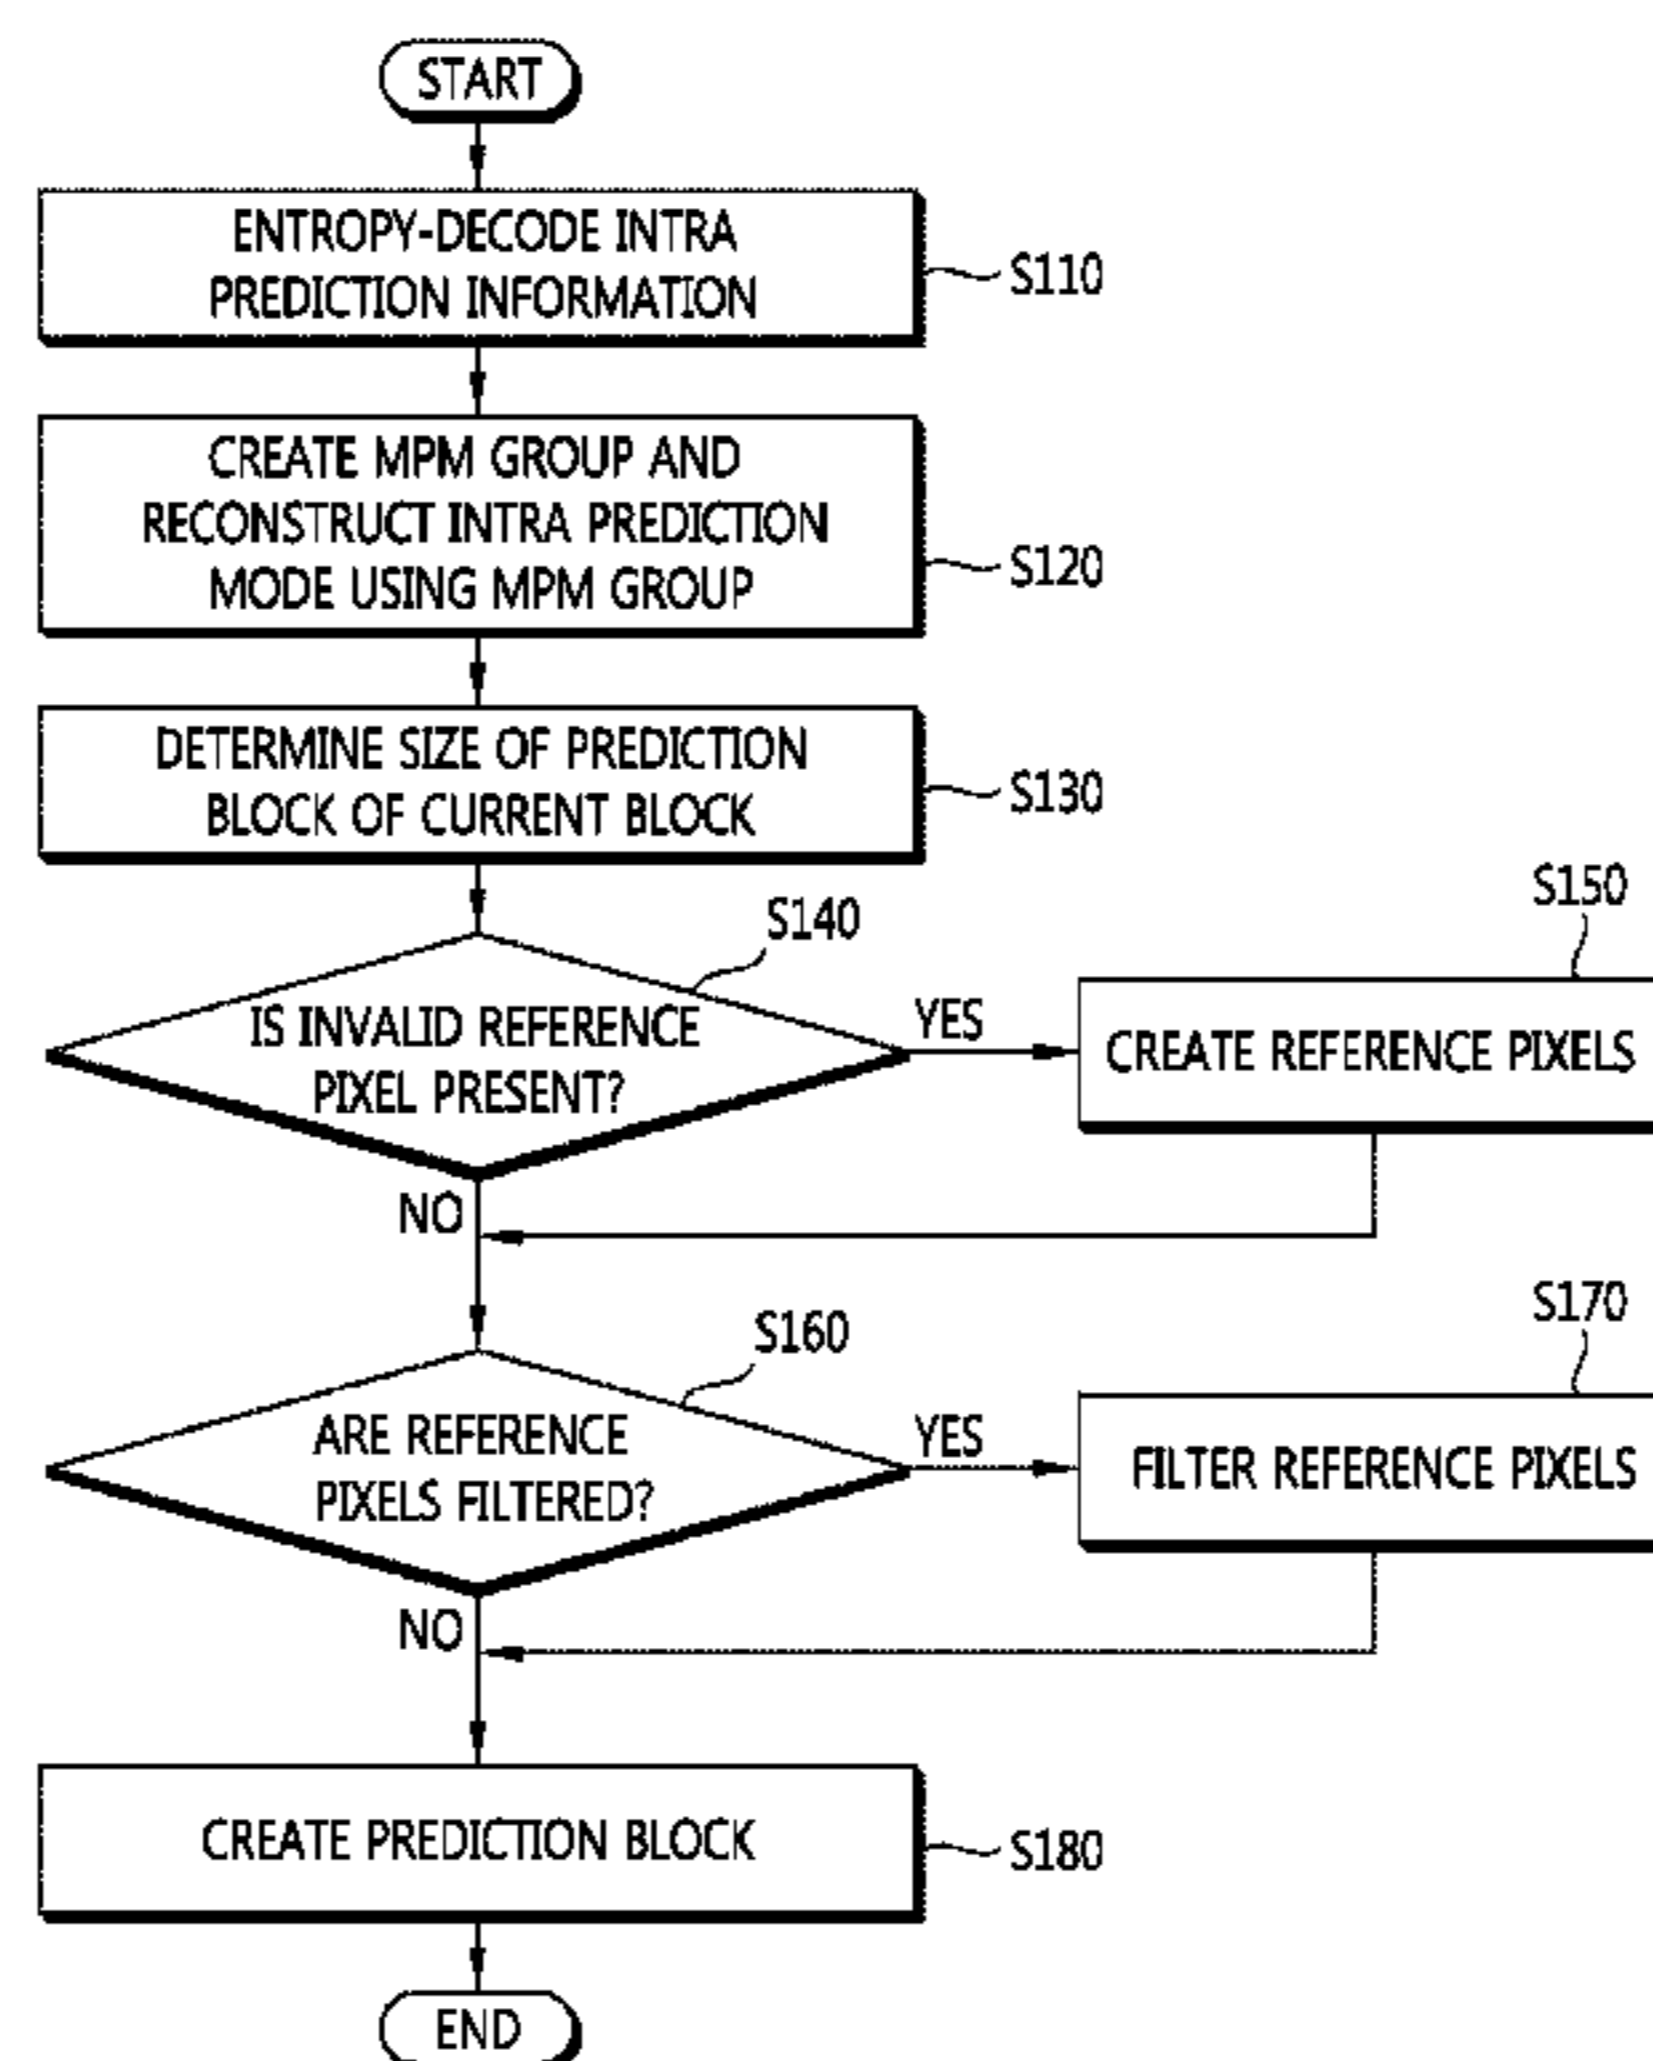 START
ENTROPY-DECODE INTRA
PREDICTION INFORMATION
S110
CREATE MPM GROUP AND
RECONSTRUCT INTRA PREDICTION
MODE USING MPM GROUP
S120
DETERMINE SIZE OF PREDICTION
BLOCK OF CURRENT BLOCK
S130
S140
IS INVALID REFERENCE
PIXEL PRESENT?
YES
S150
CREATE REFERENCE PIXELS
NO
S160
ARE REFERENCE
PIXELS FILTERED?
YES
S170
FILTER REFERENCE PIXELS
NO
CREATE PREDICTION BLOCK
S180
END